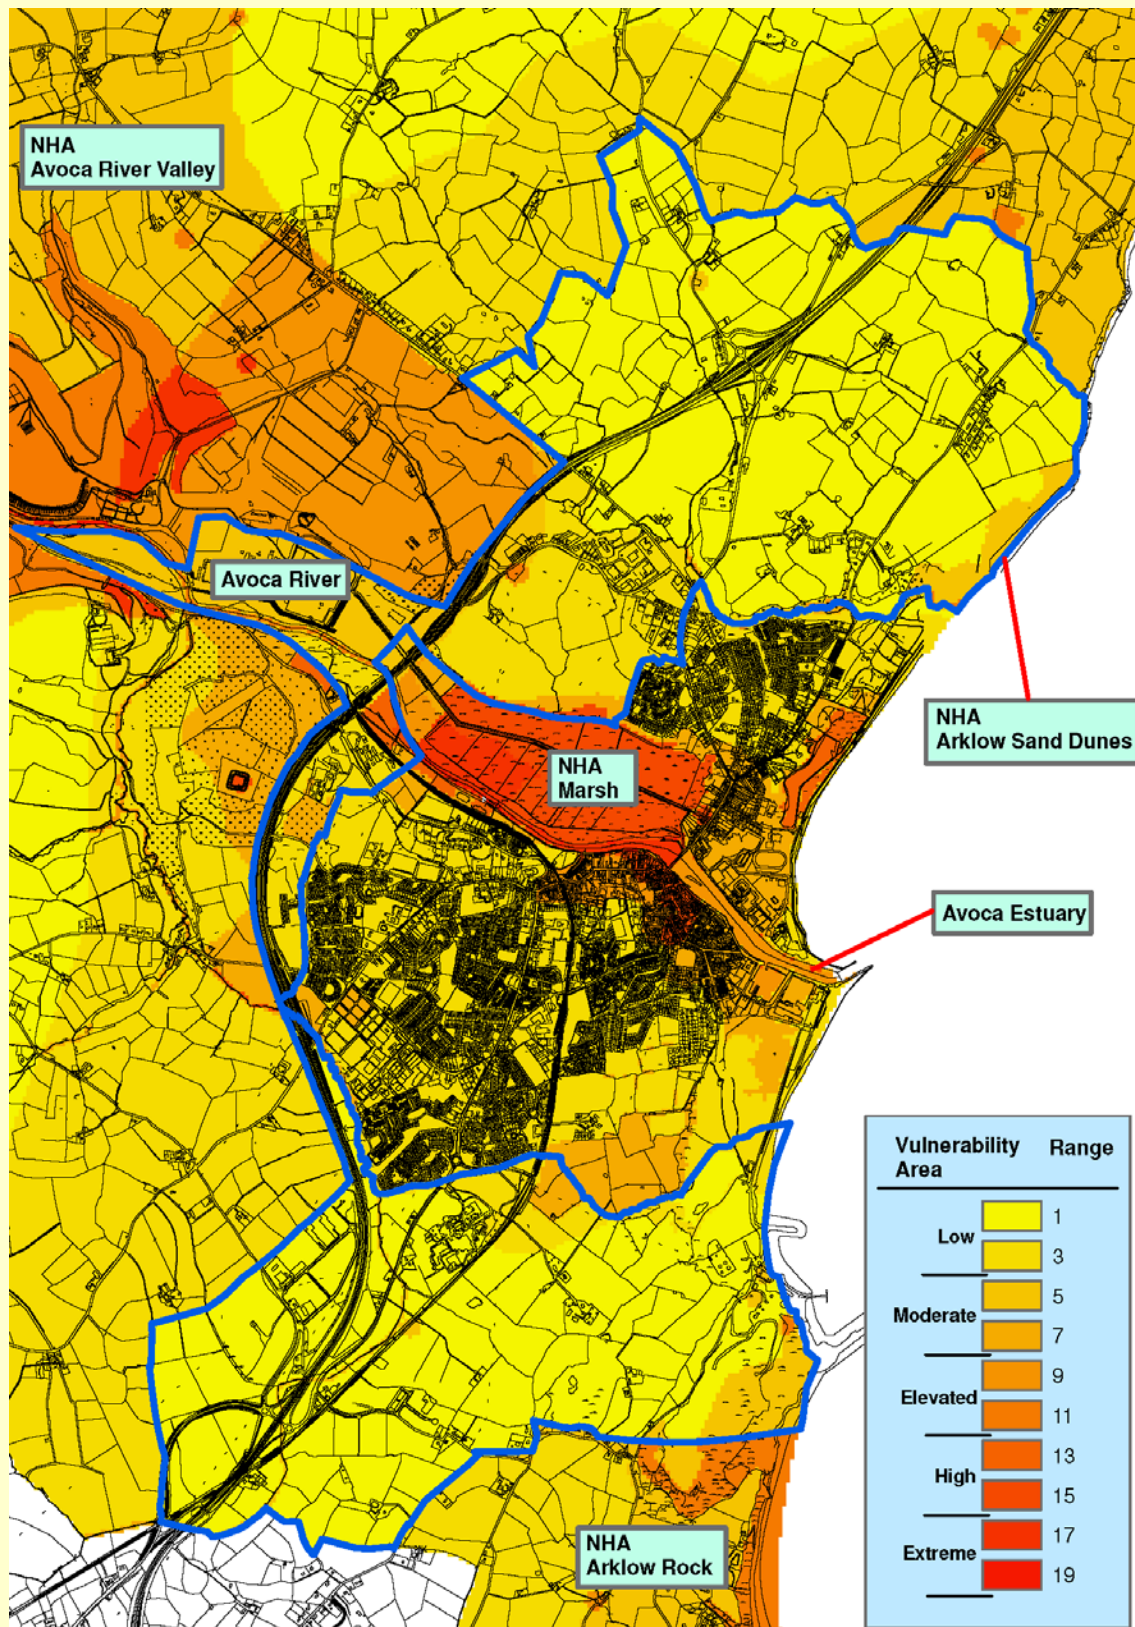 NHA
Avoca River Valley
Avoca River
NHA
Arklow Sand Dunes
NHA
Marsh
Avoca Estuary
NHA
Arklow Rock
Vulnerability Range
Area
Low
1
3
Moderate
5
7
Elevated
9
11
High
13
15
Extreme
17
19